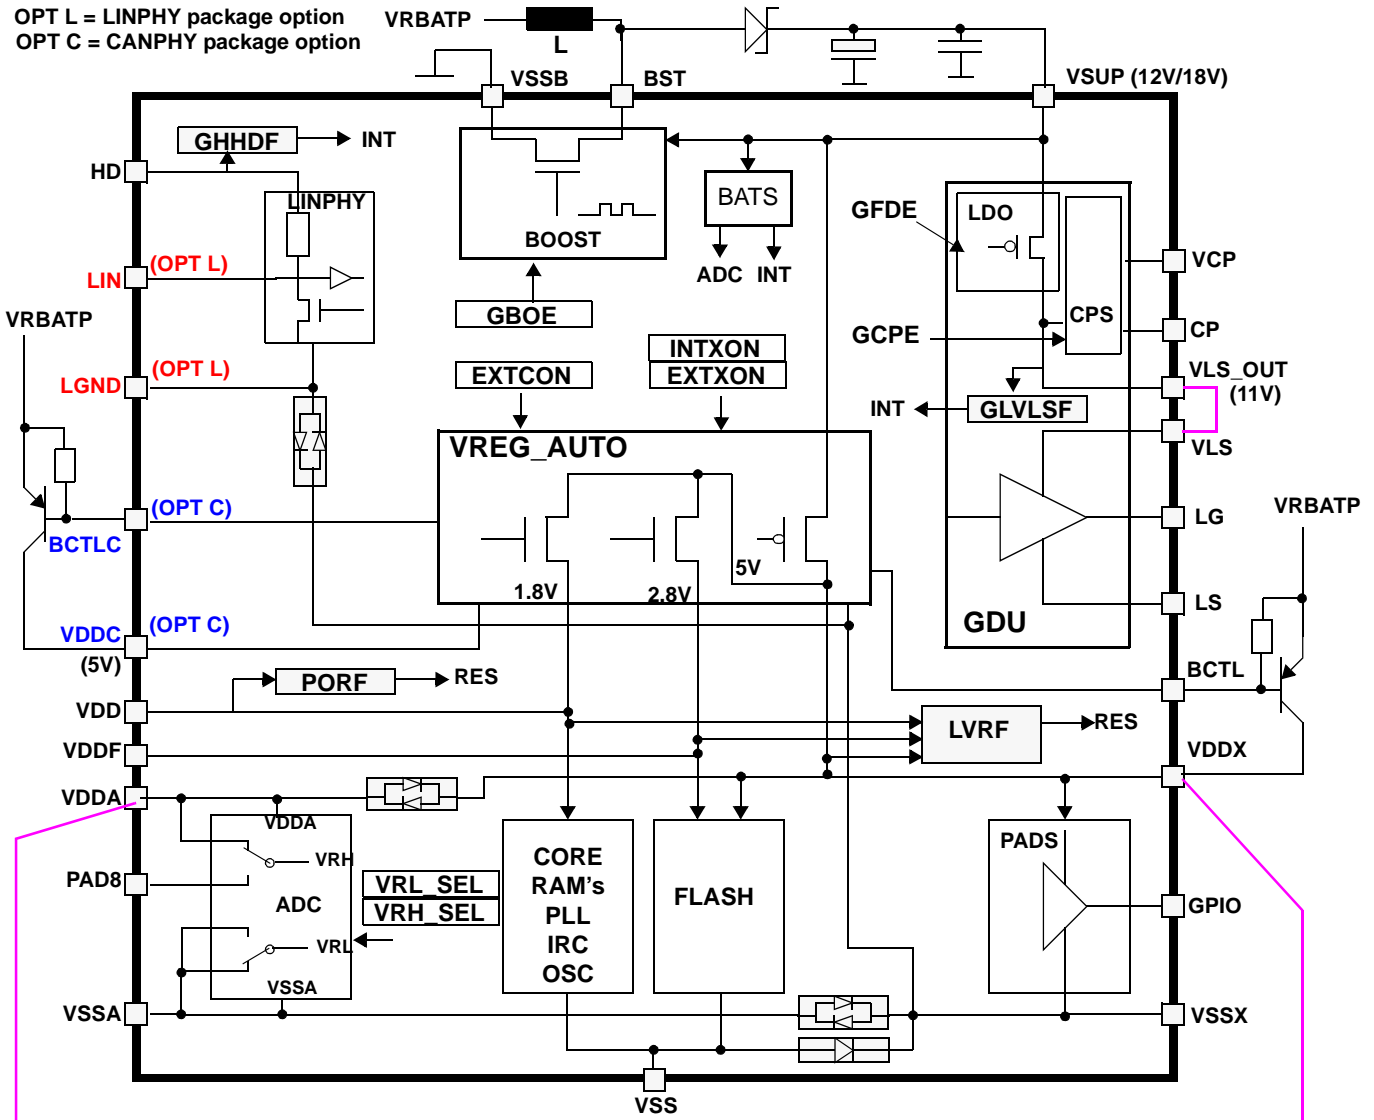 OPT L = LINPHY package option
OPT C = CANPHY package option
VRBATP
L
VSSB
BST
VSUP (12V/18V)
GHHDF
INT
HD
LINPHY
BOOST
BATS
ADC
INT
GFDE
LDO
CPS
VCP
LIN
(OPT L)
GBOE
GCPE
CP
VRBATP
INTXON
EXTXON
EXTCON
LGND
(OPT L)
VLS_OUT
(11V)
INT
GLVLSF
VREG_AUTO
VLS
(OPT C)
BCTLC
LG
VRBATP
1.8V
2.8V
5V
LS
GDU
VDDC
(OPT C)
(5V)
PORF
RES
BCTL
VDD
LVRF
RES
VDDF
VDDX
VDDA
VDDA
VRH
PAD8
ADC
VRL_SEL
VRH_SEL
VRL
VSSA
CORE
RAM's
PLL
IRC
OSC
FLASH
PADS
GPIO
VSSA
VSSX
VSS